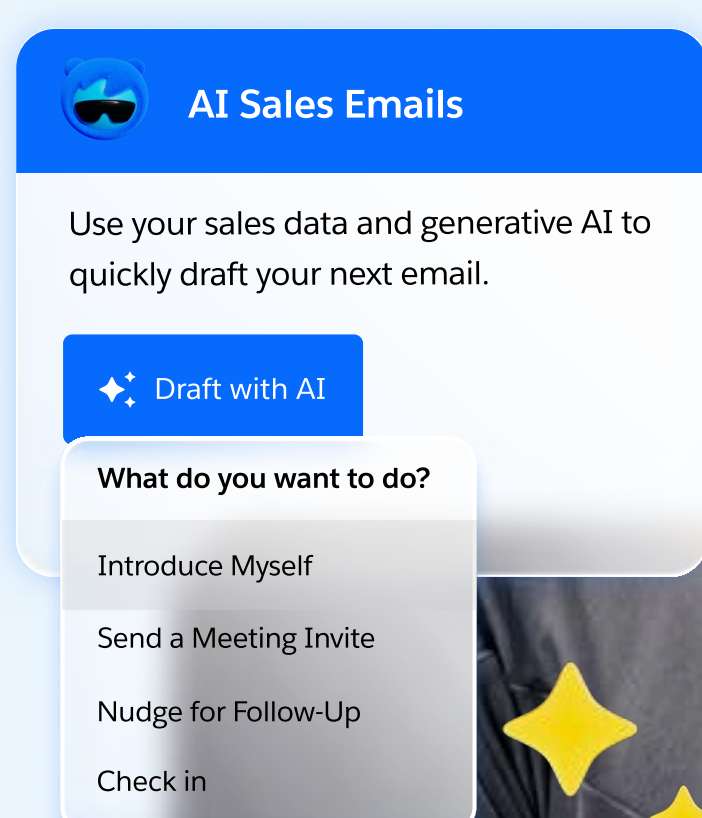 AI Sales Emails
Use your sales data and generative AI to
quickly draft your next email.
Draft with AI
What do you want to do?
Introduce Myself
Send a Meeting Invite
Nudge for Follow-Up
Check in